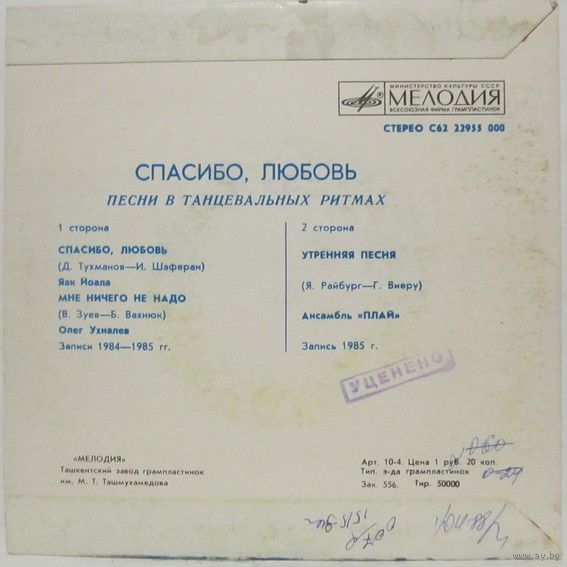 МИНИСТЕРСТВО КУЛЬТУРЫ СССР
МЕЛОДИЯ
ВСЕСОЮЗНАЯ ФИРМА ГРАМПЛАСТИНОК
СТЕРЕО С62 22955 000
СПАСИБО, ЛЮБОВЬ
ПЕСНИ В ТАНЦЕВАЛЬНЫХ РИТМАХ
1 сторона
СПАСИБО, ЛЮБОВЬ
(Д. Тухманов—И. Шаферан)
Яак Йоала
МНЕ НИЧЕГО НЕ НАДО
(В. Зуев—Б. Вахнюк)
Олег Ухналев
Записи 1984—1985 гг.
2 сторона
УТРЕННЯЯ ПЕСНЯ
(Я. Райбург—Г. Виеру)
Ансамбль «ПЛАЙ»
Запись 1985 г.
УЦЕНЕНО
«МЕЛОДИЯ»
Ташкентский завод грампластинок
им. М. Т. Ташмухамедова
Арт. 10-4. Цена 1 руб. 20 коп.
Тип. з-да грампластинок
Зак. 556. Тир. 50000
www.ay.by